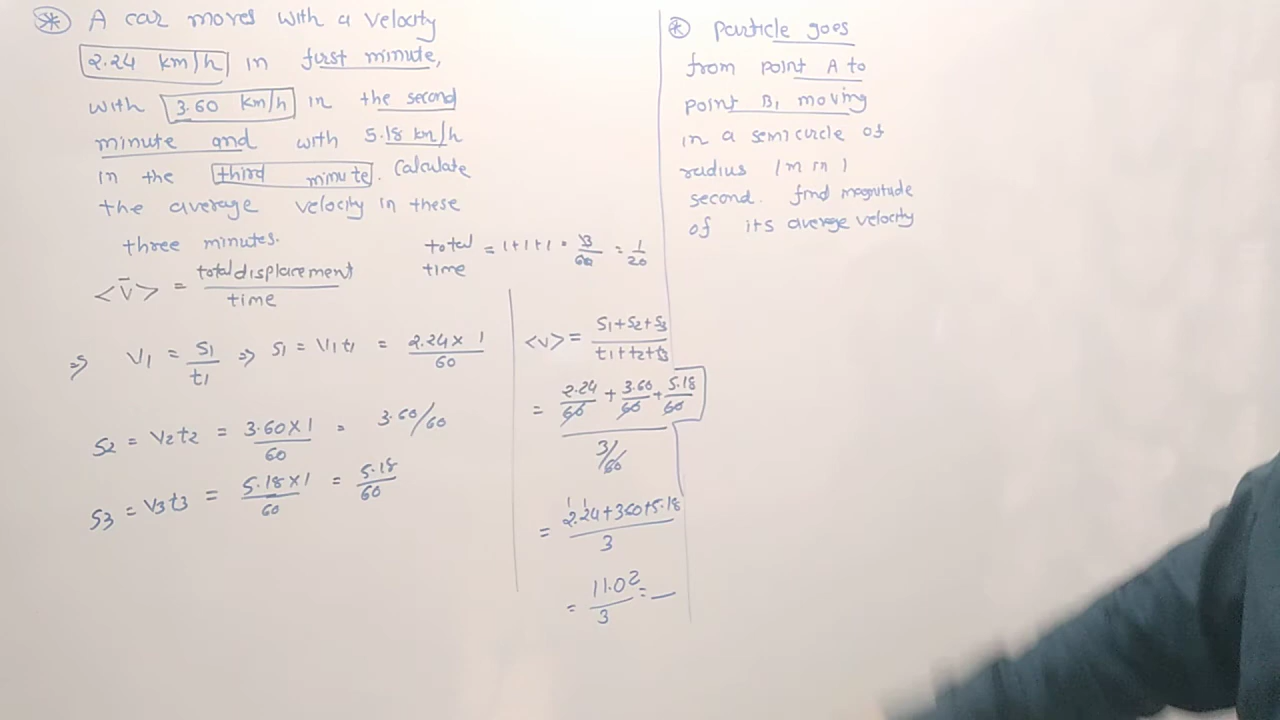 * A car moves with a velocity
2.24 km/h in first minute,
with 3.60 km/h in the second
minute and with 5.18 km/h
in the third minute. Calculate
the average velocity in these
three minutes.
<v̄> = total displacement / time
total time = 1+1+1 = 3/60 = 1/20
⇒ V1 = S1/t1 ⇒ S1 = V1t1 = 2.24×1/60
S2 = V2t2 = 3.60×1/60 = 3.60/60
S3 = V3t3 = 5.18×1/60 = 5.18/60
<v> = S1+S2+S3 / t1+t2+t3
= 2.24/60 + 3.60/60 + 5.18/60 / 3/60
= 2.24+3.60+5.18 / 3
= 11.02/3 = —
* Particle goes
from point A to
point B, moving
in a semicircle of
radius 1m in 1
second. find magnitude
of its average velocity